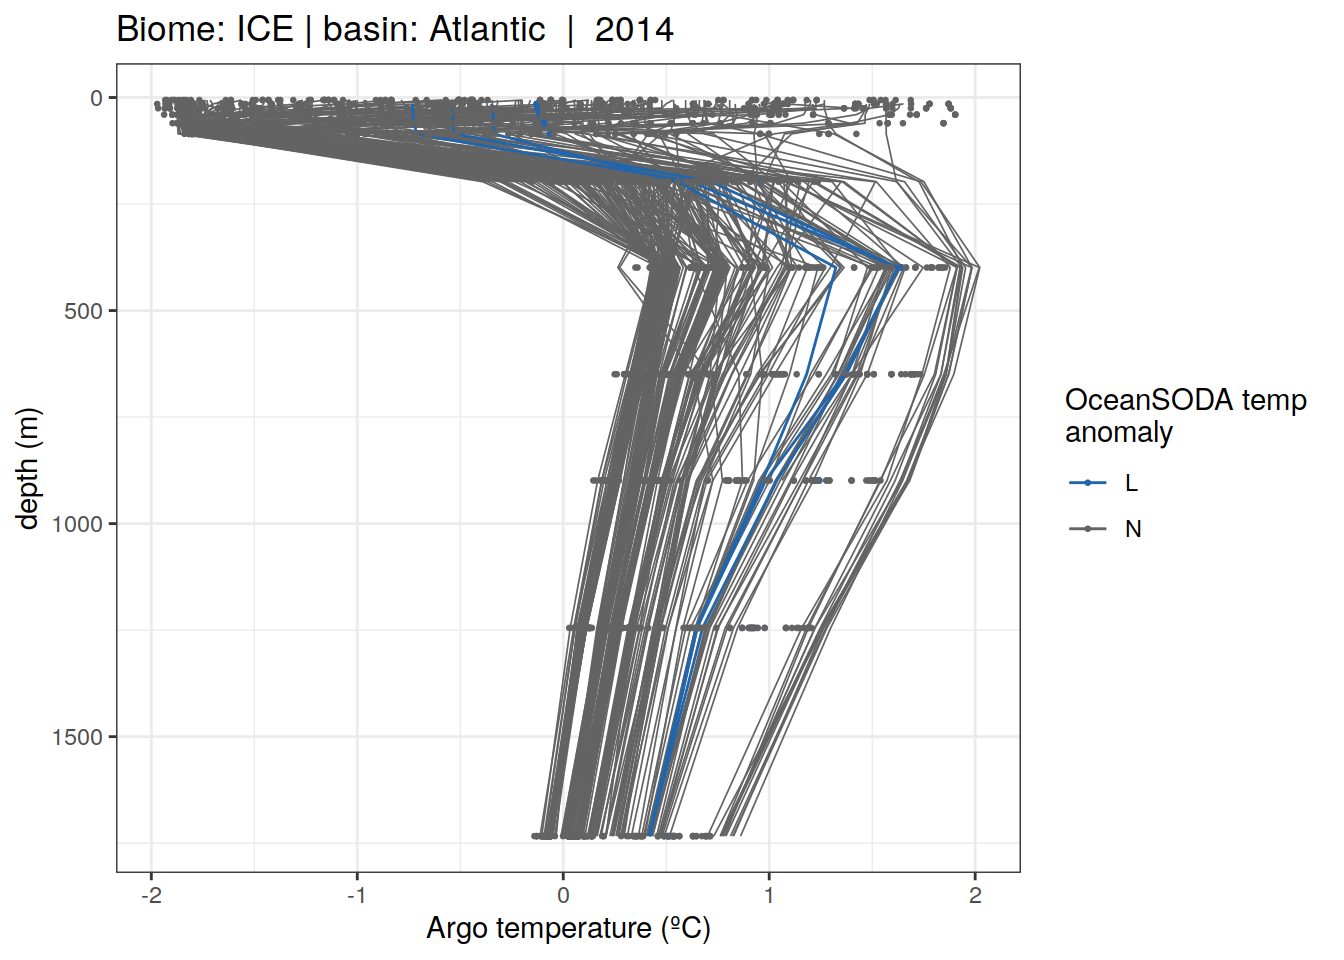 Biome: ICE | basin: Atlantic | 2014
0
500
1000
1500
depth (m)
-2
-1
0
1
2
Argo temperature (ºC)
OceanSODA temp
anomaly
L
N